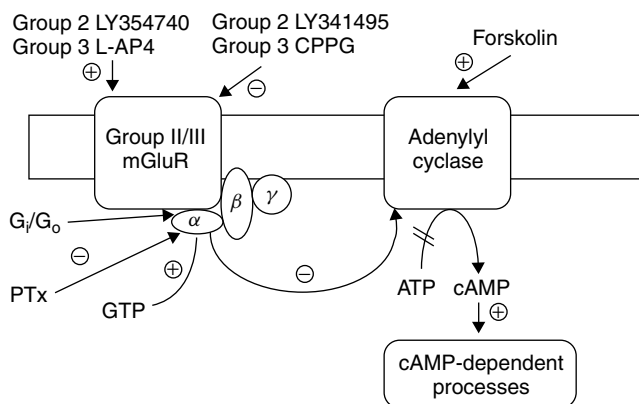 Group 2 LY354740
Group 3 L-AP4
Group 2 LY341495
Group 3 CPPG
Forskolin
⊕
⊖
⊕
Group II/III
mGluR
Adenylyl
cyclase
β
γ
α
Gi/Go
⊖
⊕
⊖
PTx
GTP
ATP
cAMP
⊕
cAMP-dependent
processes